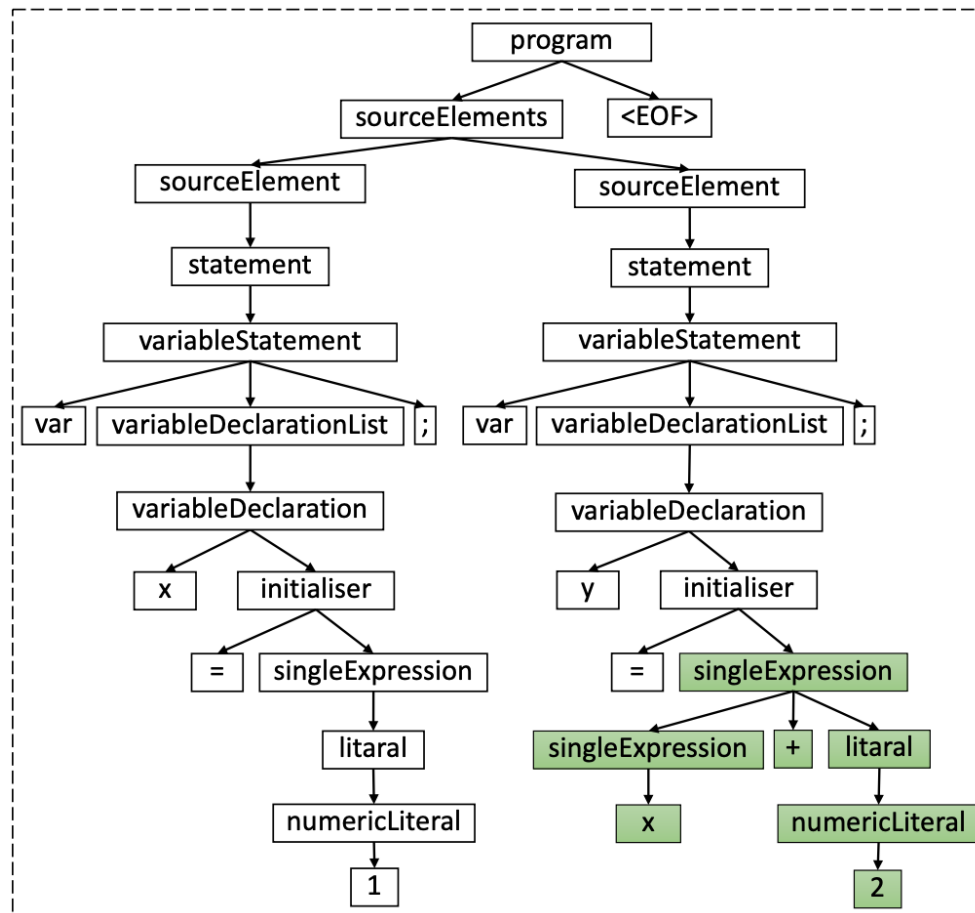 program
sourceElements <EOF>
sourceElement sourceElement
statement statement
variableStatement variableStatement
var variableDeclarationList ; var variableDeclarationList ;
variableDeclaration variableDeclaration
x initialiser y initialiser
= singleExpression = singleExpression
litaral singleExpression + litaral
numericLiteral x numericLiteral
1 2